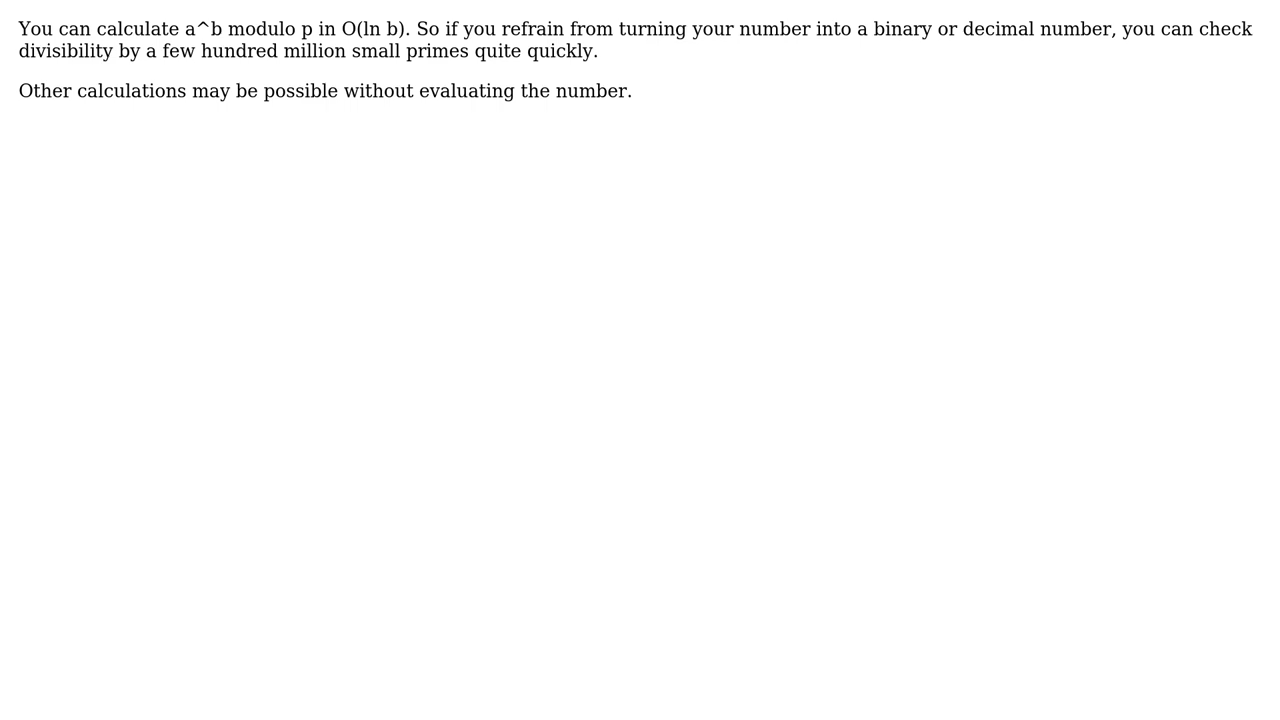 You can calculate a^b modulo p in O(ln b). So if you refrain from turning your number into a binary or decimal number, you can check
divisibility by a few hundred million small primes quite quickly.
Other calculations may be possible without evaluating the number.